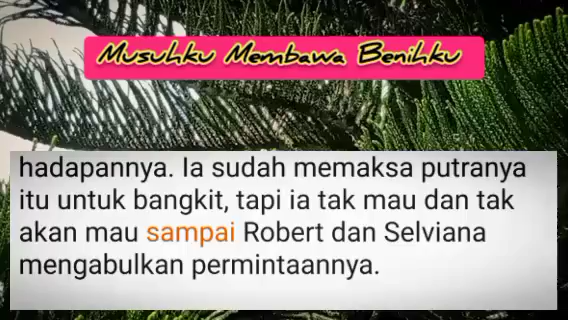 Musuhku Membawa Benihku
hadapannya. Ia sudah memaksa putranya
itu untuk bangkit, tapi ia tak mau dan tak
akan mau sampai Robert dan Selviana
mengabulkan permintaannya.